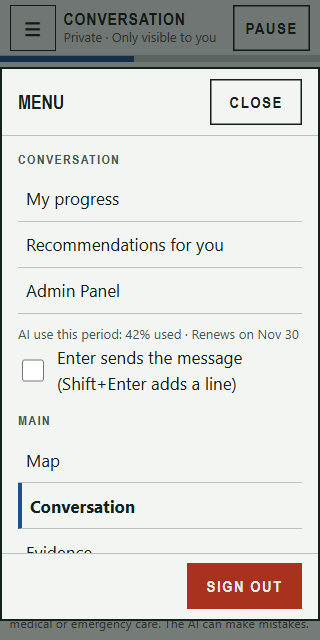 CONVERSATION
Private · Only visible to you
PAUSE
MENU
CLOSE
CONVERSATION
My progress
Recommendations for you
Admin Panel
AI use this period: 42% used · Renews on Nov 30
Enter sends the message
(Shift+Enter adds a line)
MAIN
Map
Conversation
Evidence
SIGN OUT
medical or emergency care. The AI can make mistakes.